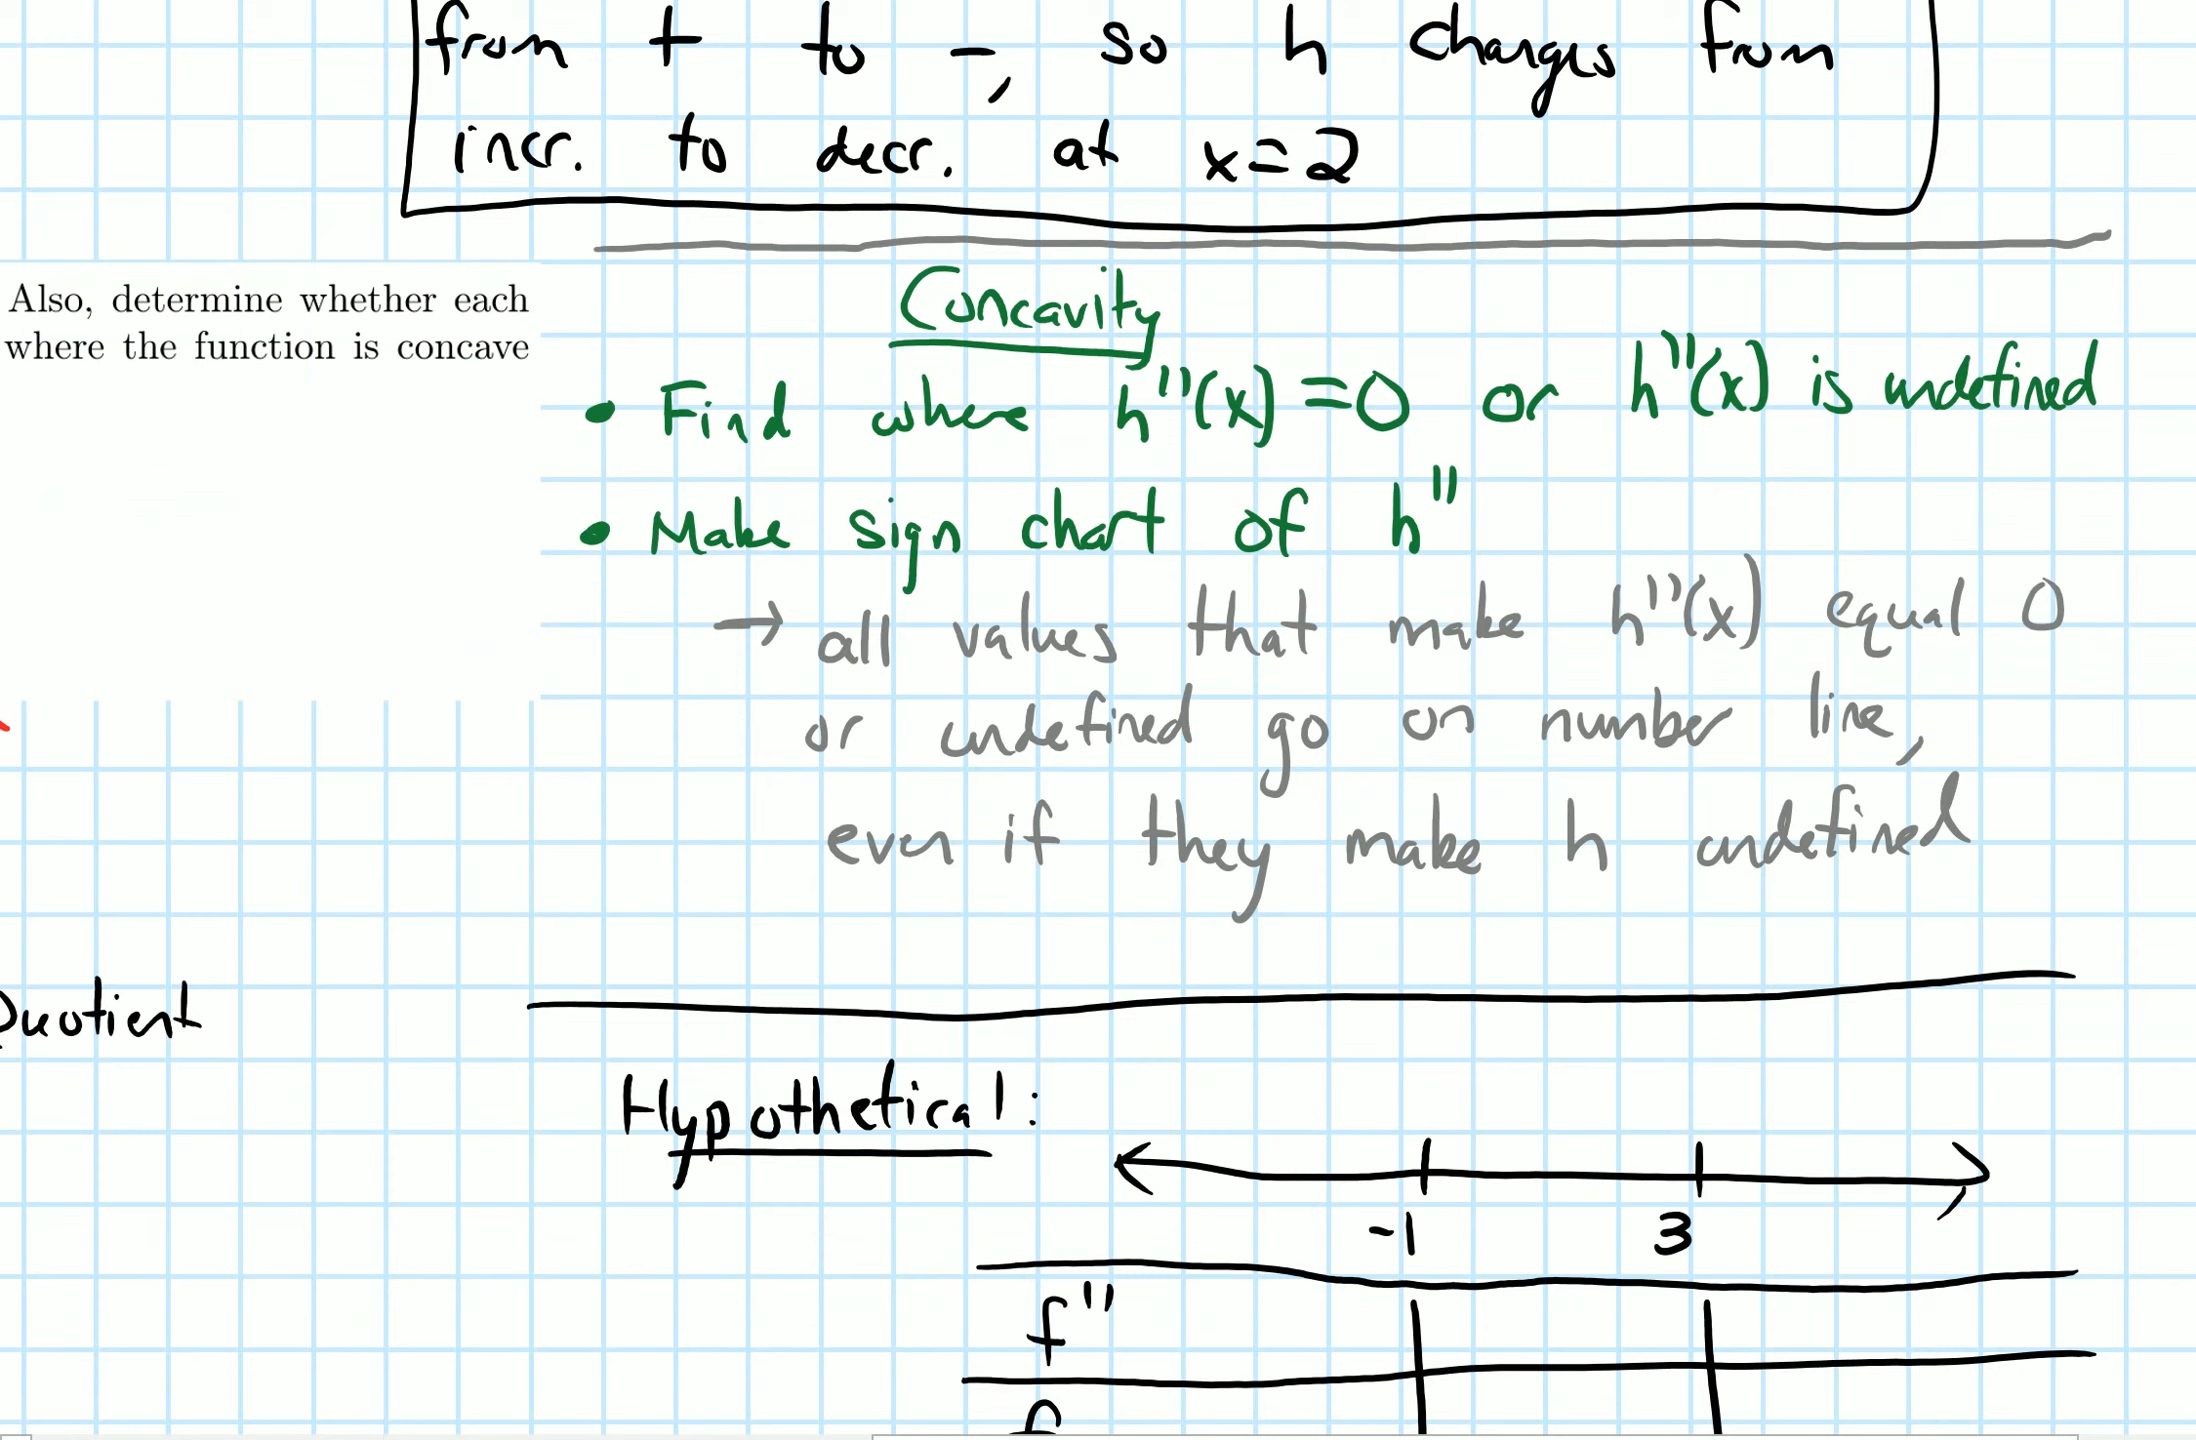 from + to -, so h changes from
incr. to decr. at x=2
Also, determine whether each
where the function is concave
Concavity
• Find where h''(x)=0 or h''(x) is undefined
• Make sign chart of h''
→ all values that make h''(x) equal 0
or undefined go on number line,
even if they make h undefined
Quotient
Hypothetical:
-1 3
f''
f